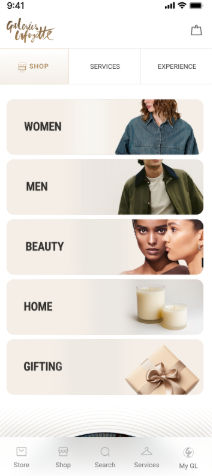 9:41
Galeries
Lafayette
SHOP
SERVICES
EXPERIENCE
WOMEN
MEN
BEAUTY
HOME
GIFTING
Store
Shop
Search
Services
My GL